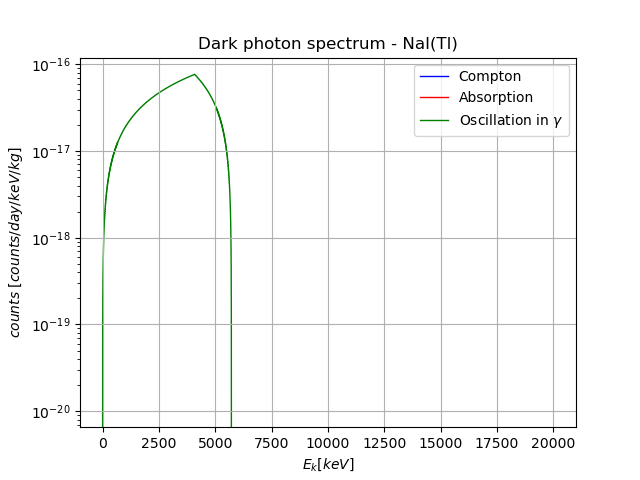 Dark photon spectrum - NaI(Tl)
Compton
Absorption
Oscillation in γ
10⁻¹⁶
10⁻¹⁷
10⁻¹⁸
10⁻¹⁹
10⁻²⁰
counts [counts/day/keV/kg]
0 2500 5000 7500 10000 12500 15000 17500 20000
E_k[keV]